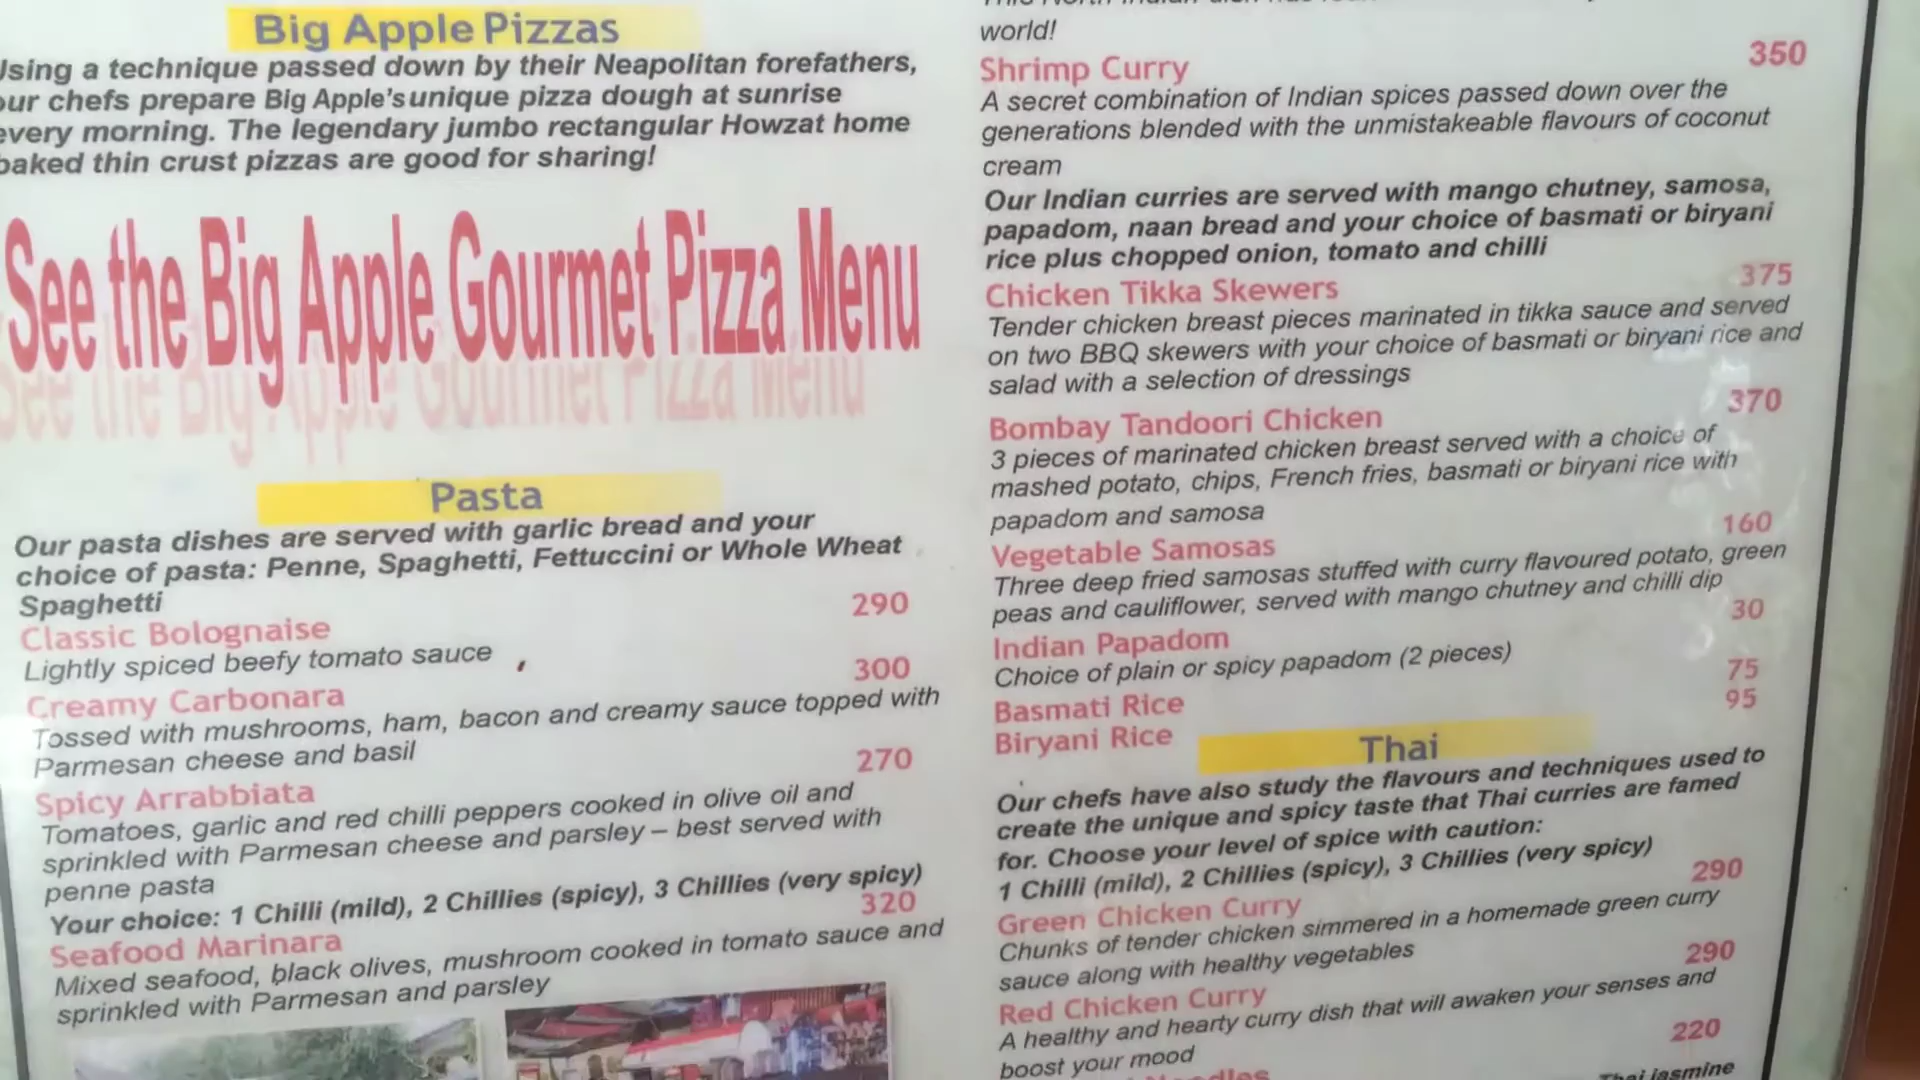 Big Apple Pizzas
Using a technique passed down by their Neapolitan forefathers,
our chefs prepare Big Apple's unique pizza dough at sunrise
every morning. The legendary jumbo rectangular Howzat home
baked thin crust pizzas are good for sharing!
See the Big Apple Gourmet Pizza Menu
Pasta
Our pasta dishes are served with garlic bread and your
choice of pasta: Penne, Spaghetti, Fettuccini or Whole Wheat
Spaghetti
Classic Bolognaise 290
Lightly spiced beefy tomato sauce
Creamy Carbonara 300
Tossed with mushrooms, ham, bacon and creamy sauce topped with
Parmesan cheese and basil
Spicy Arrabbiata 270
Tomatoes, garlic and red chilli peppers cooked in olive oil and
sprinkled with Parmesan cheese and parsley – best served with
penne pasta
Your choice: 1 Chilli (mild), 2 Chillies (spicy), 3 Chillies (very spicy)
Seafood Marinara 320
Mixed seafood, black olives, mushroom cooked in tomato sauce and
sprinkled with Parmesan and parsley
world!
Shrimp Curry 350
A secret combination of Indian spices passed down over the
generations blended with the unmistakeable flavours of coconut
cream
Our Indian curries are served with mango chutney, samosa,
papadom, naan bread and your choice of basmati or biryani
rice plus chopped onion, tomato and chilli
Chicken Tikka Skewers 375
Tender chicken breast pieces marinated in tikka sauce and served
on two BBQ skewers with your choice of basmati or biryani rice and
salad with a selection of dressings
Bombay Tandoori Chicken 370
3 pieces of marinated chicken breast served with a choice of
mashed potato, chips, French fries, basmati or biryani rice with
papadom and samosa
Vegetable Samosas 160
Three deep fried samosas stuffed with curry flavoured potato, green
peas and cauliflower, served with mango chutney and chilli dip
Indian Papadom 30
Choice of plain or spicy papadom (2 pieces)
Basmati Rice 75
Biryani Rice 95
Thai
Our chefs have also study the flavours and techniques used to
create the unique and spicy taste that Thai curries are famed
for. Choose your level of spice with caution:
1 Chilli (mild), 2 Chillies (spicy), 3 Chillies (very spicy)
Green Chicken Curry 290
Chunks of tender chicken simmered in a homemade green curry
sauce along with healthy vegetables
Red Chicken Curry 290
A healthy and hearty curry dish that will awaken your senses and
boost your mood
220
Thai jasmine